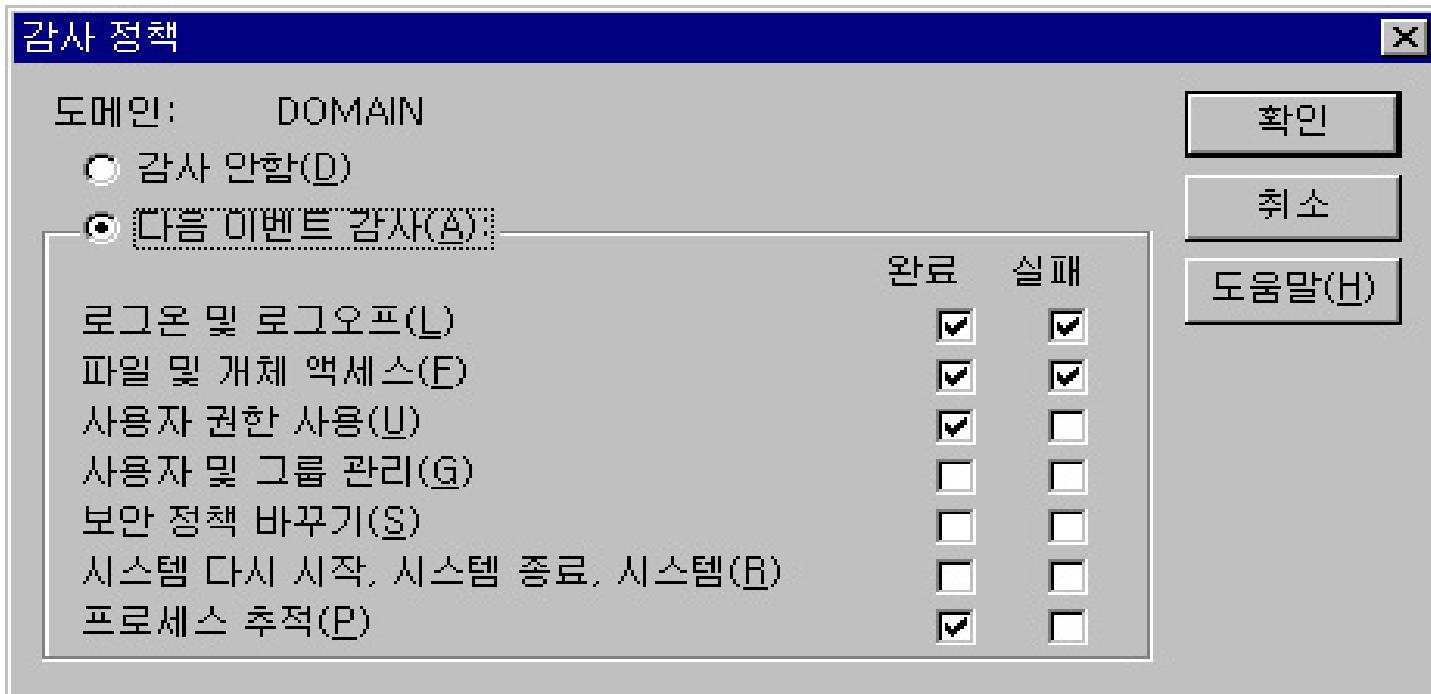 감사 정책
도메인: DOMAIN
감사 안함(D)
다음 이벤트 감사(A):
완료 실패
로그온 및 로그오프(L)
파일 및 개체 액세스(F)
사용자 권한 사용(U)
사용자 및 그룹 관리(G)
보안 정책 바꾸기(S)
시스템 다시 시작, 시스템 종료, 시스템(R)
프로세스 추적(P)
확인
취소
도움말(H)